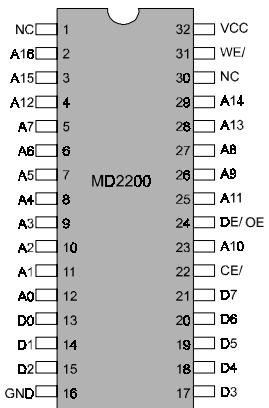 NC 1 32 VCC
A16 2 31 WE/
A15 3 30 NC
A12 4 29 A14
A7 5 28 A13
A6 6 27 A8
A5 7 26 A9
MD2200
A4 8 25 A11
A3 9 24 DE/ OE
A2 10 23 A10
A1 11 22 CE/
A0 12 21 D7
D0 13 20 D6
D1 14 19 D5
D2 15 18 D4
GND 16 17 D3